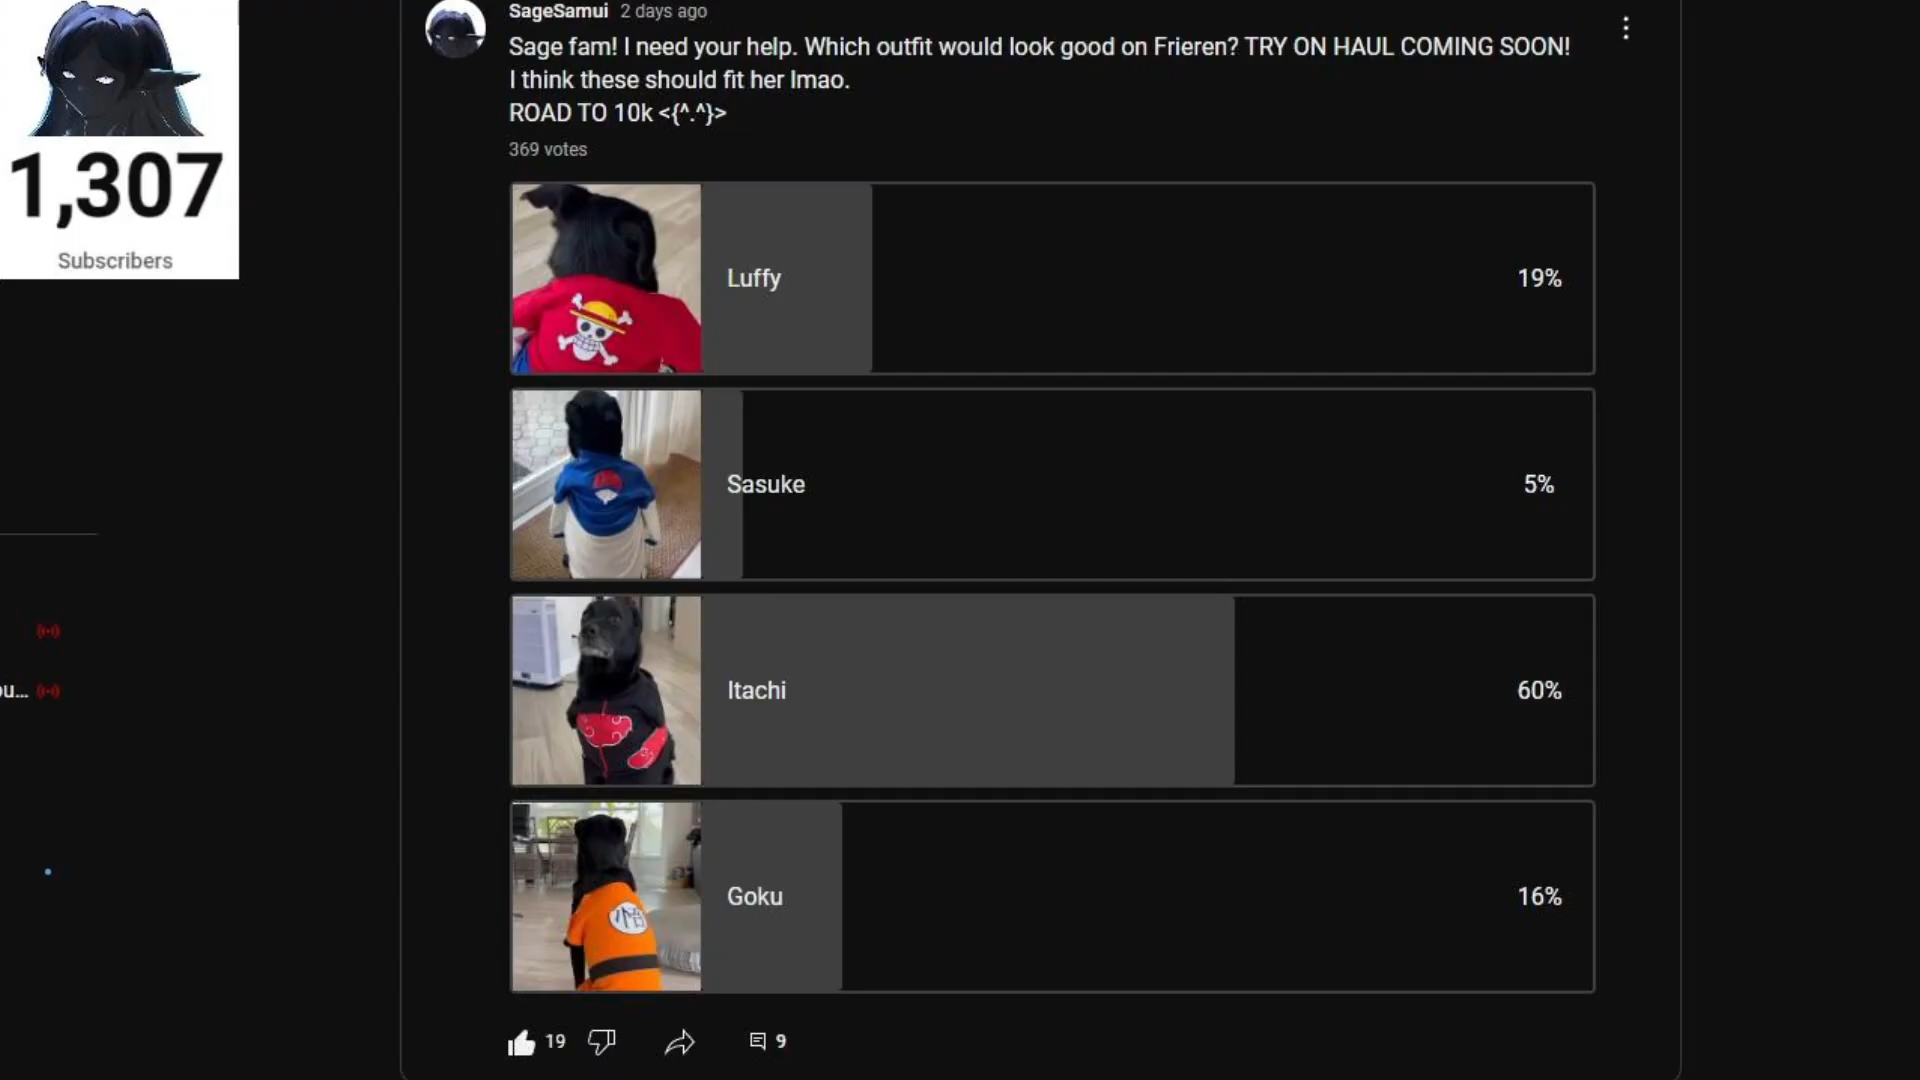 1,307
Subscribers
SageSamui 2 days ago
Sage fam! I need your help. Which outfit would look good on Frieren? TRY ON HAUL COMING SOON!
I think these should fit her lmao.
ROAD TO 10k <{^.^}>
369 votes
Luffy 19%
Sasuke 5%
ou...
Itachi 60%
Goku 16%
19 9